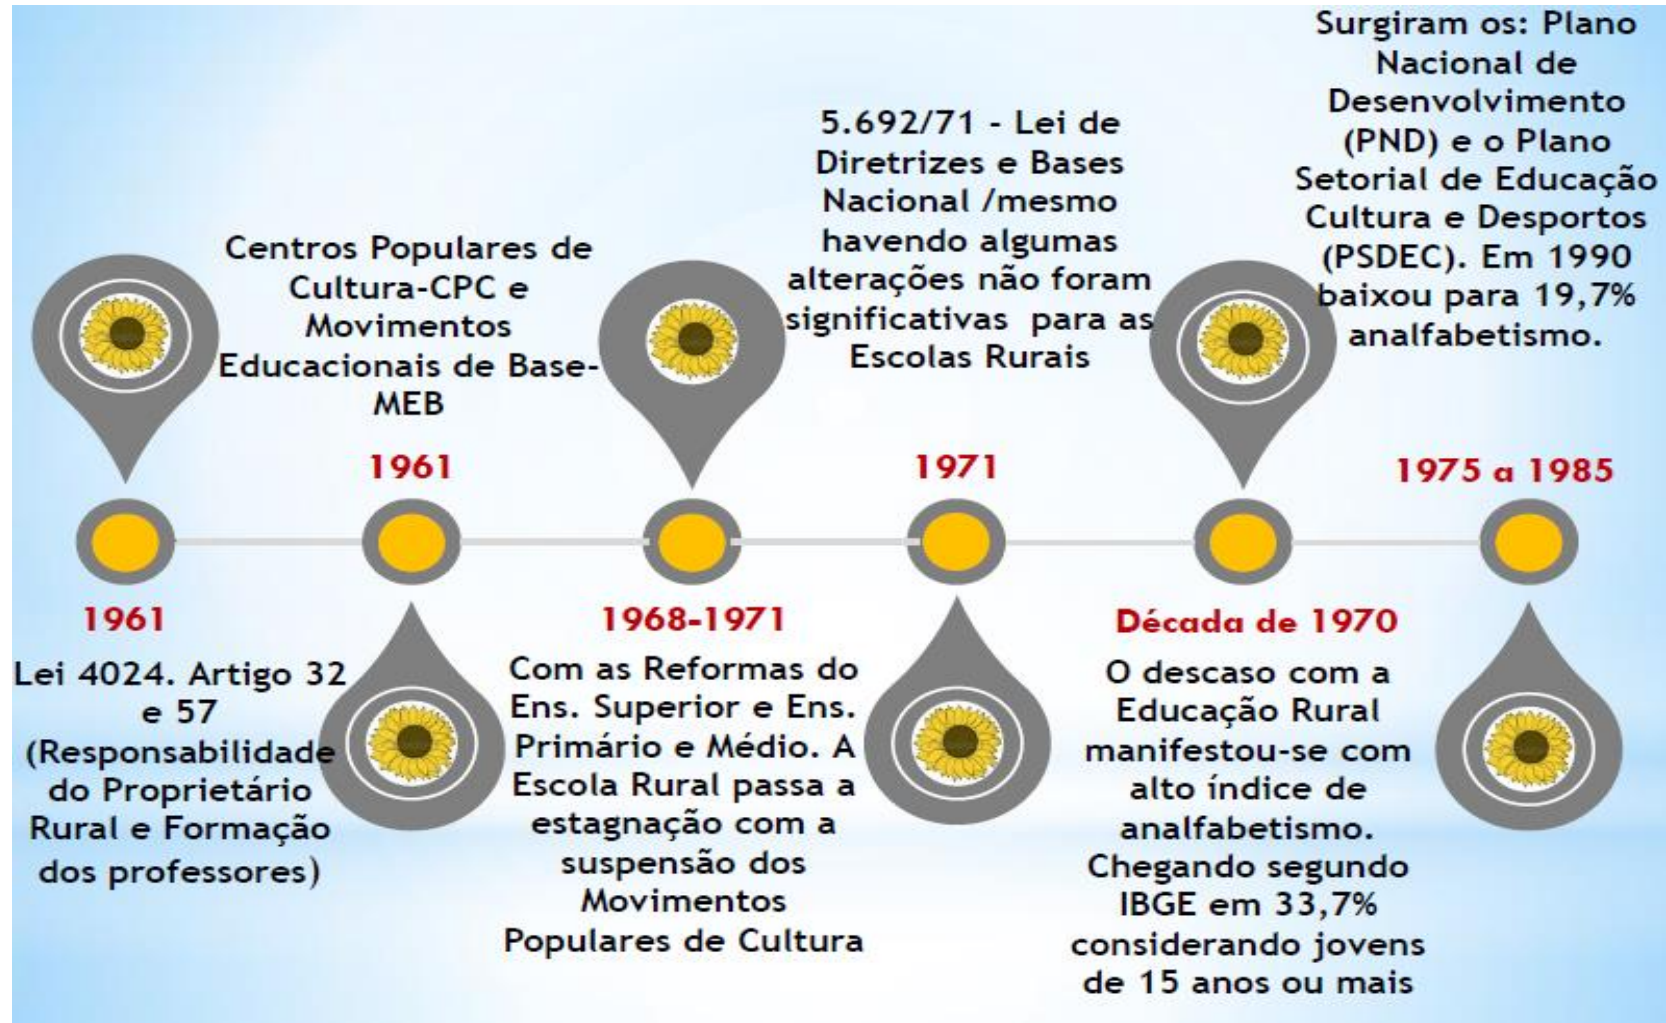 1961
Lei 4024. Artigo 32
e 57
(Responsabilidade
do Proprietário
Rural e Formação
dos professores)
Centros Populares de
Cultura-CPC e
Movimentos
Educacionais de Base-
MEB
1961
1968-1971
Com as Reformas do
Ens. Superior e Ens.
Primário e Médio. A
Escola Rural passa a
estagnação com a
suspensão dos
Movimentos
Populares de Cultura
5.692/71 - Lei de
Diretrizes e Bases
Nacional /mesmo
havendo algumas
alterações não foram
significativas para as
Escolas Rurais
1971
Década de 1970
O descaso com a
Educação Rural
manifestou-se com
alto índice de
analfabetismo.
Chegando segundo
IBGE em 33,7%
considerando jovens
de 15 anos ou mais
Surgiram os: Plano
Nacional de
Desenvolvimento
(PND) e o Plano
Setorial de Educação
Cultura e Desportos
(PSDEC). Em 1990
baixou para 19,7%
analfabetismo.
1975 a 1985